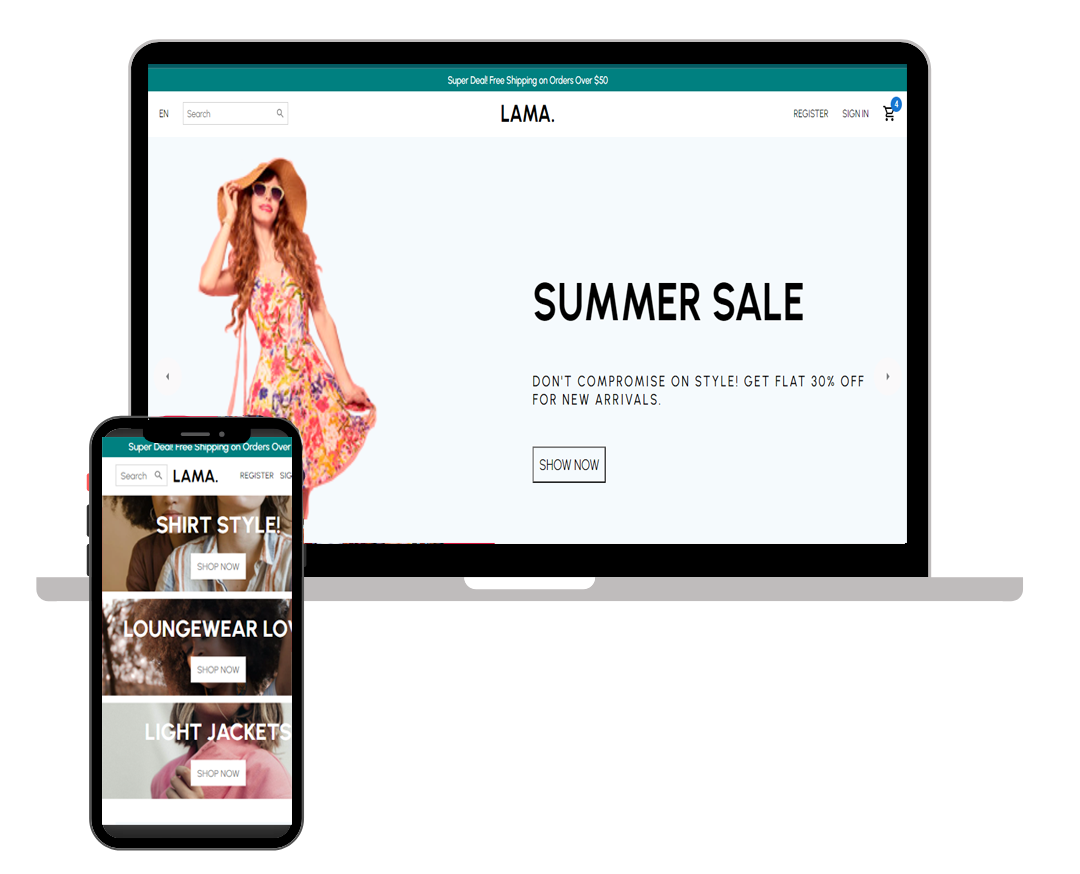 Super Deal! Free Shipping on Orders Over $50
EN
Search
LAMA.
REGISTER
SIGN IN
4
SUMMER SALE
DON'T COMPROMISE ON STYLE! GET FLAT 30% OFF
FOR NEW ARRIVALS.
SHOW NOW
Super Deal! Free Shipping on Orders Over
Search
LAMA.
REGISTER
SIG
SHIRT STYLE!
SHOP NOW
LOUNGEWEAR LOV
SHOP NOW
LIGHT JACKETS
SHOP NOW